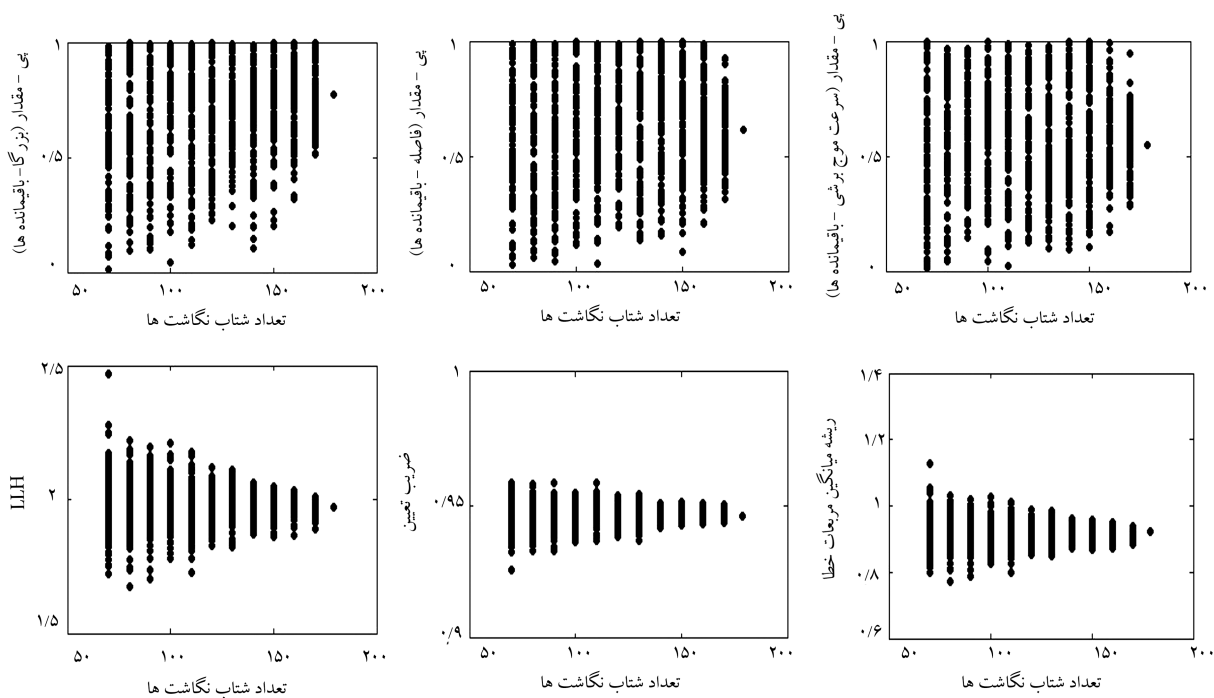 پی - مقدار (بزرگا - باقیمانده ها)
۱
۰/۵
۰
۵۰ ۱۰۰ ۱۵۰ ۲۰۰
تعداد شتاب نگاشت ها
پی - مقدار (فاصله - باقیمانده ها)
۱
۰/۵
۰
۵۰ ۱۰۰ ۱۵۰ ۲۰۰
تعداد شتاب نگاشت ها
پی - مقدار (سرعت موج برشی - باقیمانده ها)
۱
۰/۵
۰
۵۰ ۱۰۰ ۱۵۰ ۲۰۰
تعداد شتاب نگاشت ها
LLH
۲/۵
۲
۱/۵
۵۰ ۱۰۰ ۱۵۰ ۲۰۰
تعداد شتاب نگاشت ها
ضریب تعیین
۱
۰/۹۵
۰/۹
۵۰ ۱۰۰ ۱۵۰ ۲۰۰
تعداد شتاب نگاشت ها
ریشه میانگین مربعات خطا
۱/۴
۱/۲
۱
۰/۸
۰/۶
۵۰ ۱۰۰ ۱۵۰ ۲۰۰
تعداد شتاب نگاشت ها